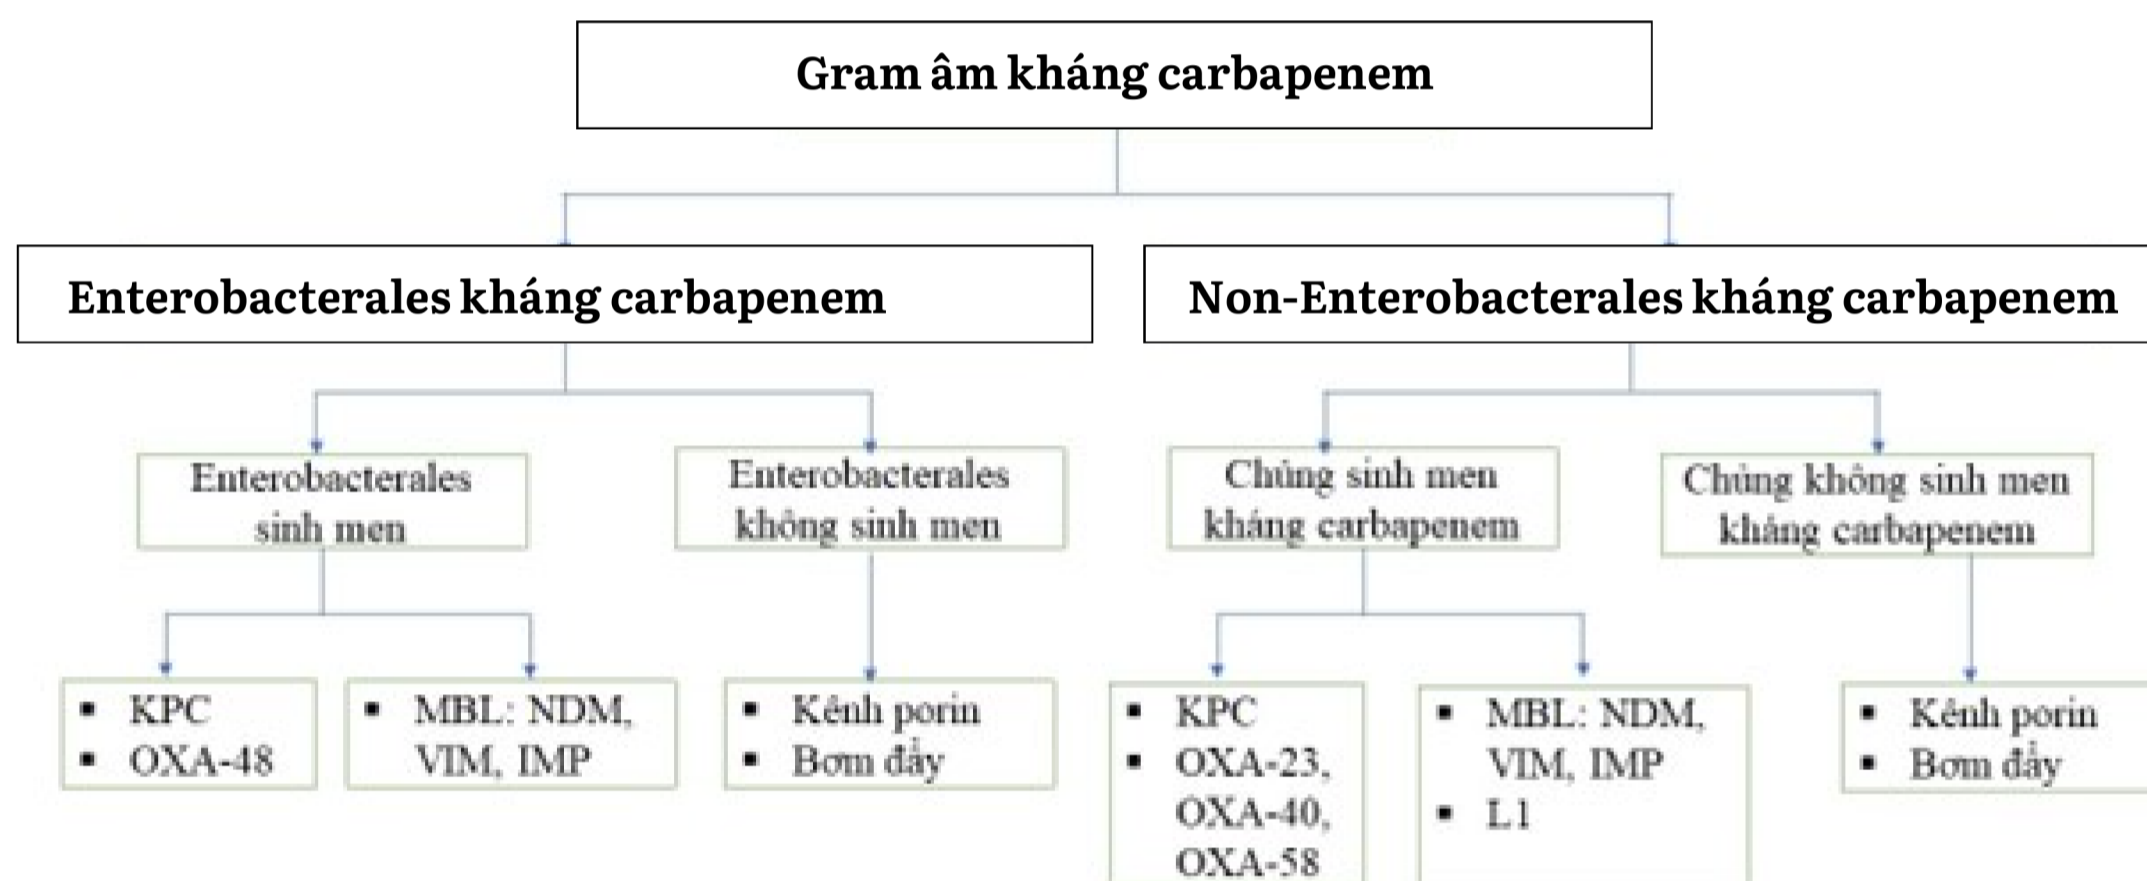 Gram âm kháng carbapenem
Enterobacterales kháng carbapenem
Non-Enterobacterales kháng carbapenem
Enterobacterales
sinh men
Enterobacterales
không sinh men
Chủng sinh men
kháng carbapenem
Chủng không sinh men
kháng carbapenem
▪ KPC
▪ OXA-48
▪ MBL: NDM,
VIM, IMP
▪ Kênh porin
▪ Bơm đẩy
▪ KPC
▪ OXA-23,
OXA-40,
OXA-58
▪ MBL: NDM,
VIM, IMP
▪ L1
▪ Kênh porin
▪ Bơm đẩy